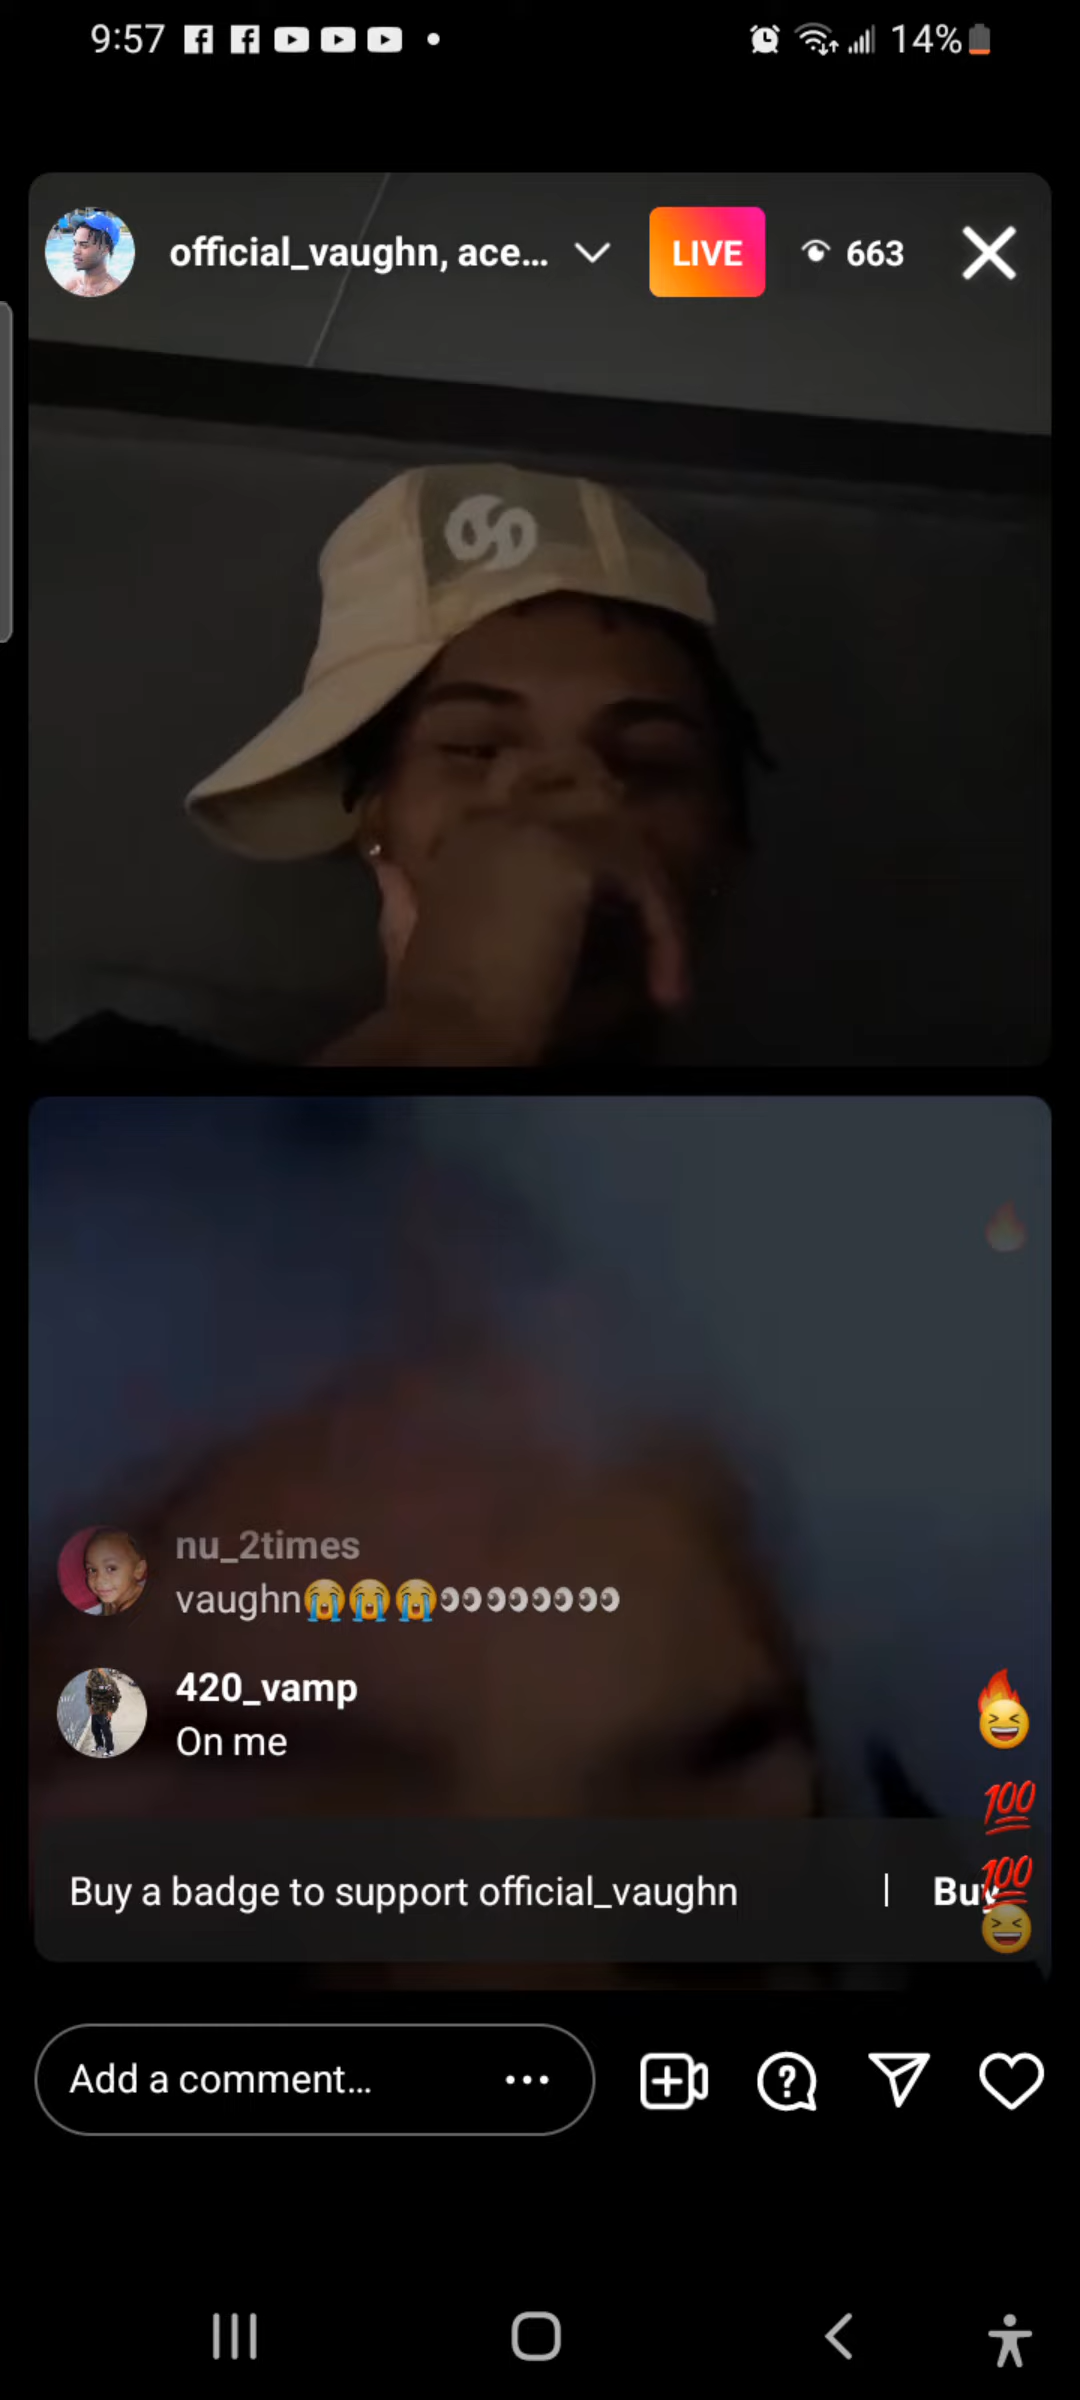 9:57
14%
official_vaughn, ace...
LIVE
663
nu_2times
vaughn😭😭😭👀👀👀👀👀👀👀👀
420_vamp
On me
💯
💯
Buy a badge to support official_vaughn | Buy
Add a comment...